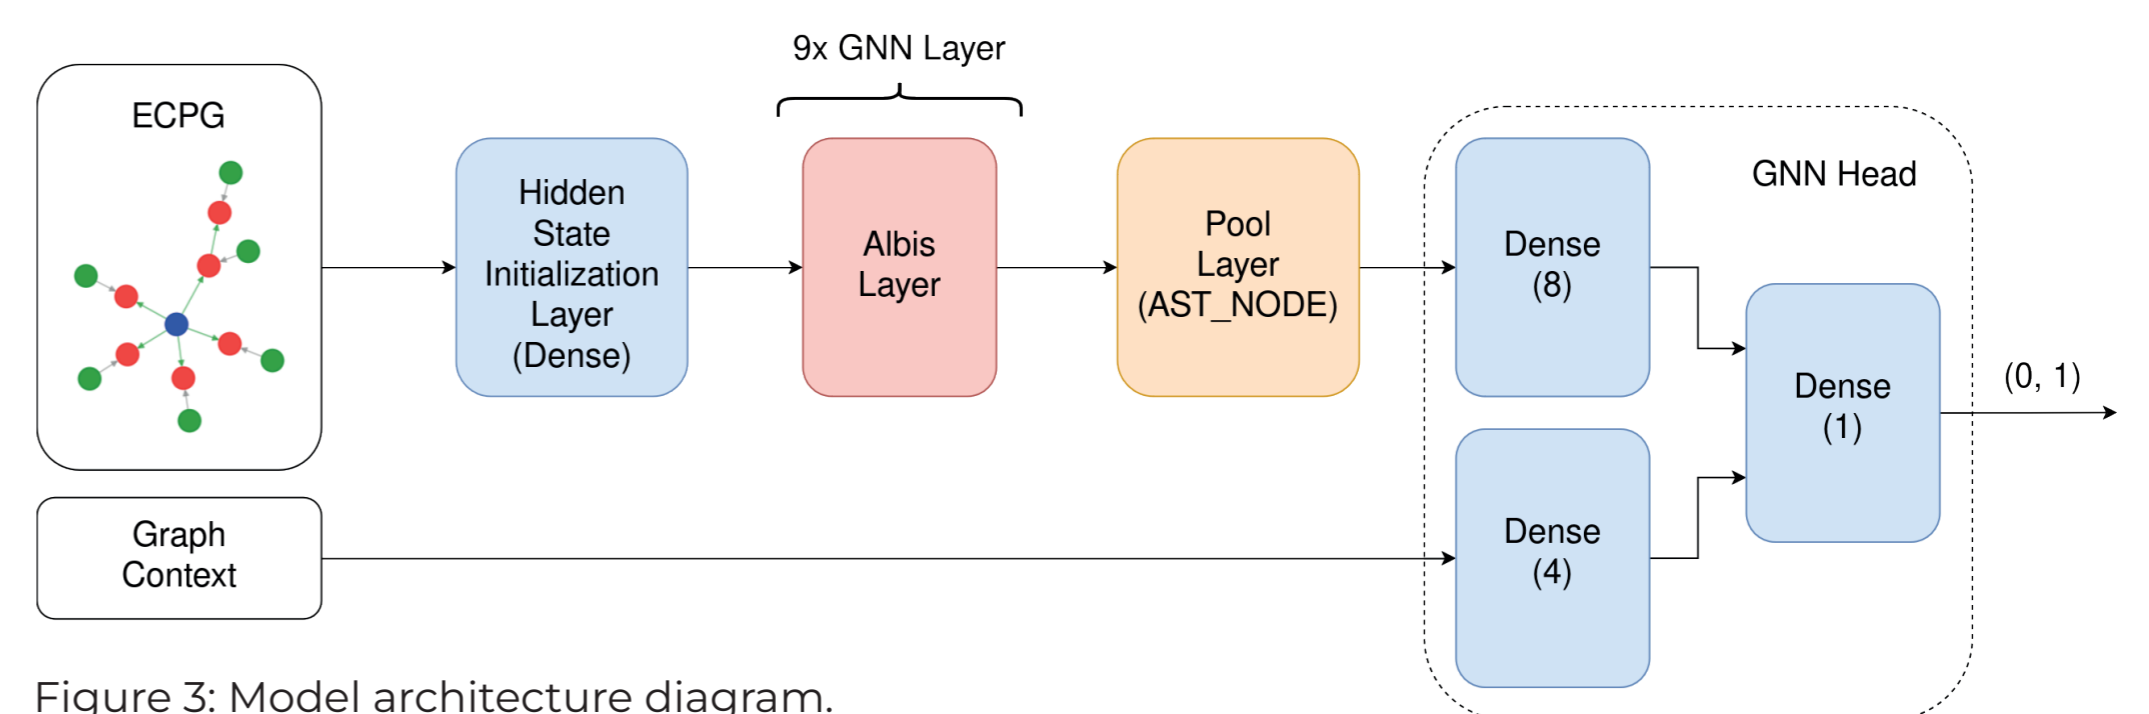 9x GNN Layer
ECPG
Hidden
State
Initialization
Layer
(Dense)
Albis
Layer
Pool
Layer
(AST_NODE)
GNN Head
Dense
(8)
Dense
(1)
(0, 1)
Graph
Context
Dense
(4)
Figure 3: Model architecture diagram.